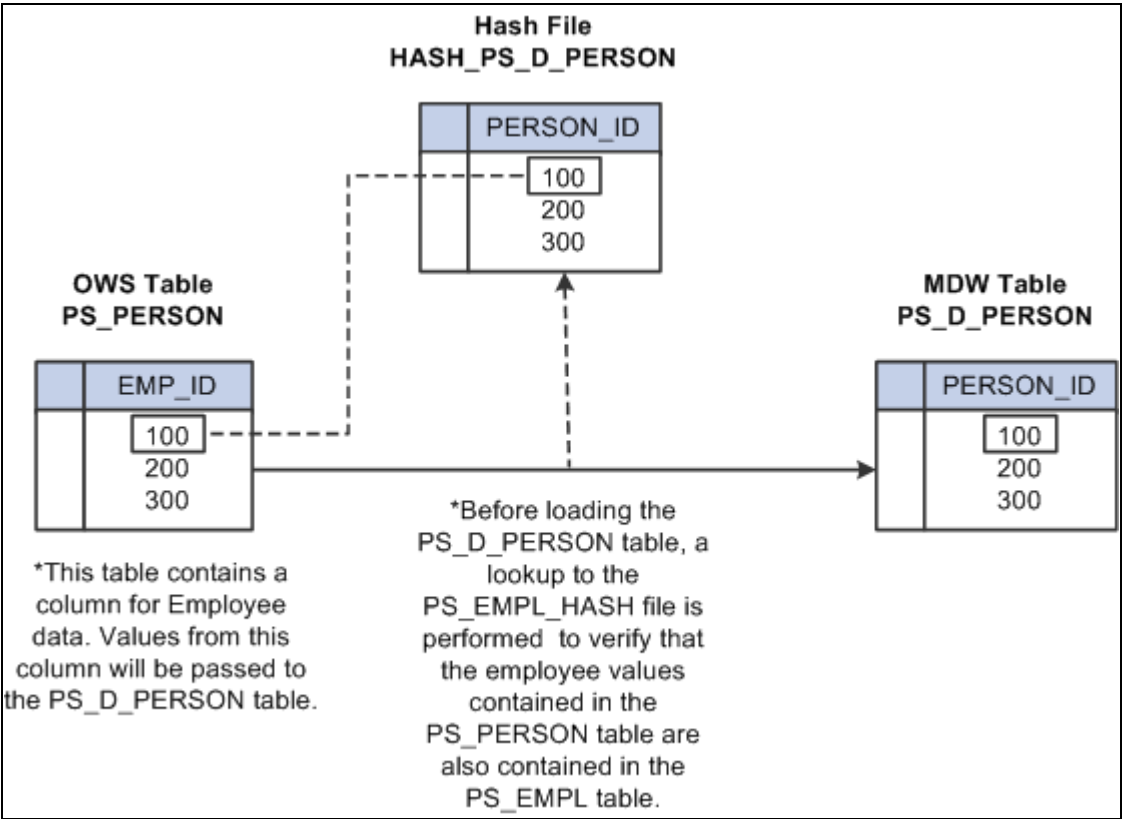 Hash File
HASH_PS_D_PERSON
PERSON_ID
100
200
300
OWS Table
PS_PERSON
EMP_ID
100
200
300
*This table contains a
column for Employee
data. Values from this
column will be passed to
the PS_D_PERSON table.
*Before loading the
PS_D_PERSON table, a
lookup to the
PS_EMPL_HASH file is
performed to verify that
the employee values
contained in the
PS_PERSON table are
also contained in the
PS_EMPL table.
MDW Table
PS_D_PERSON
PERSON_ID
100
200
300